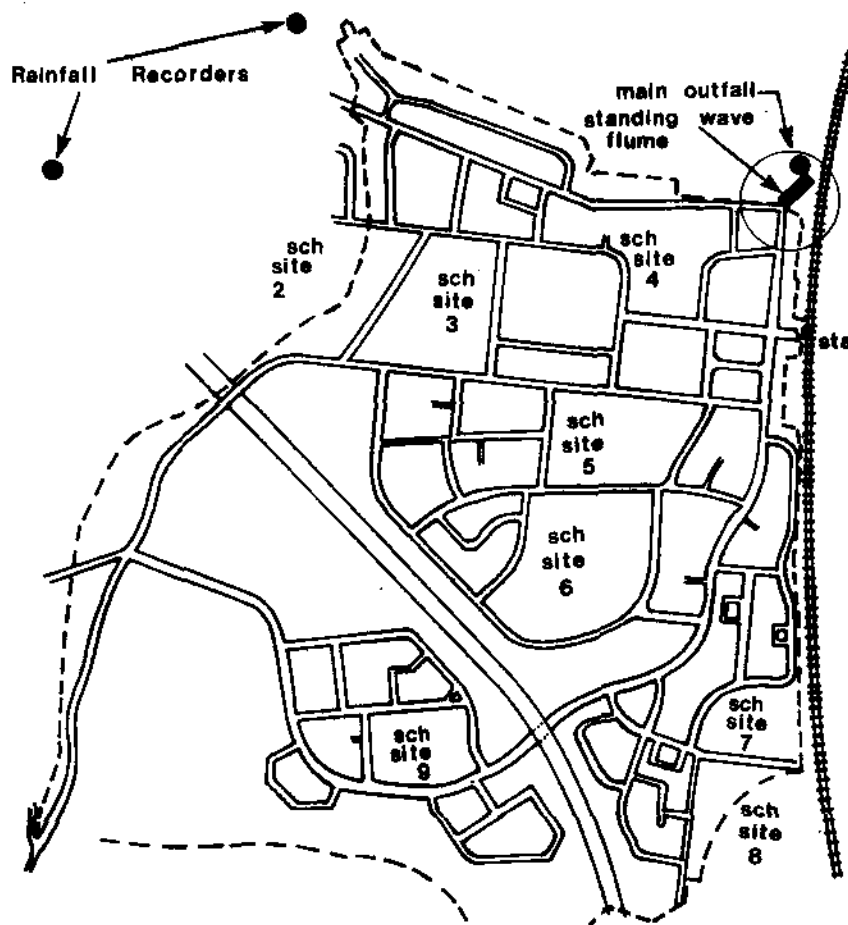 Rainfall Recorders
main outfall
standing wave
flume
sch
site
2
sch
site
3
sch
site
4
sta
sch
site
5
sch
site
6
sch
site
7
sch
site
8
sch
site
9